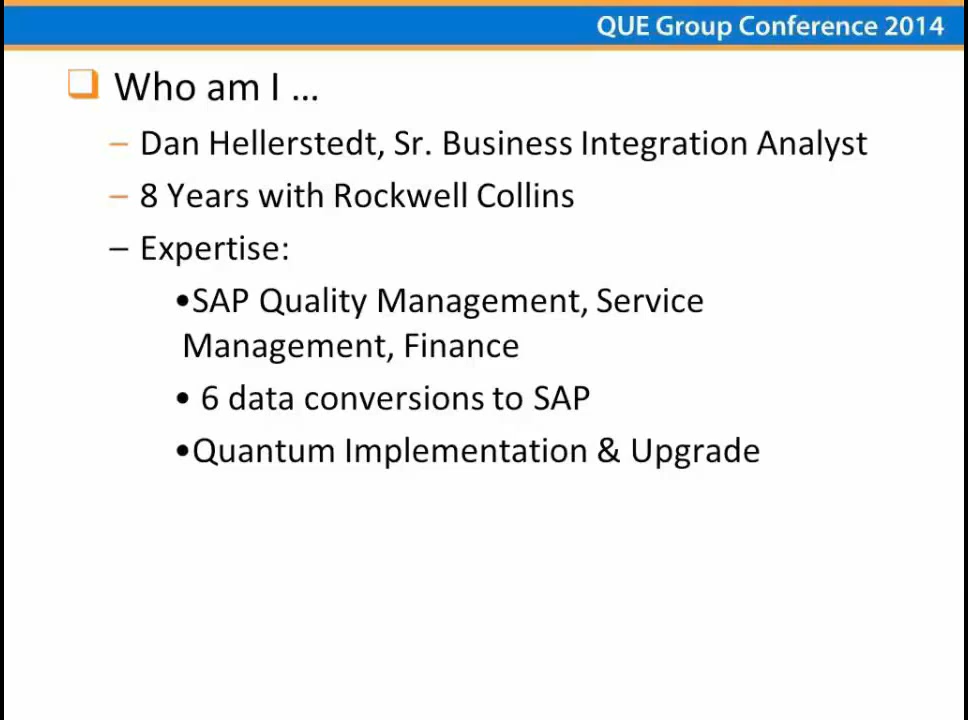 QUE Group Conference 2014
Who am I ...
– Dan Hellerstedt, Sr. Business Integration Analyst
– 8 Years with Rockwell Collins
– Expertise:
•SAP Quality Management, Service
Management, Finance
• 6 data conversions to SAP
•Quantum Implementation & Upgrade